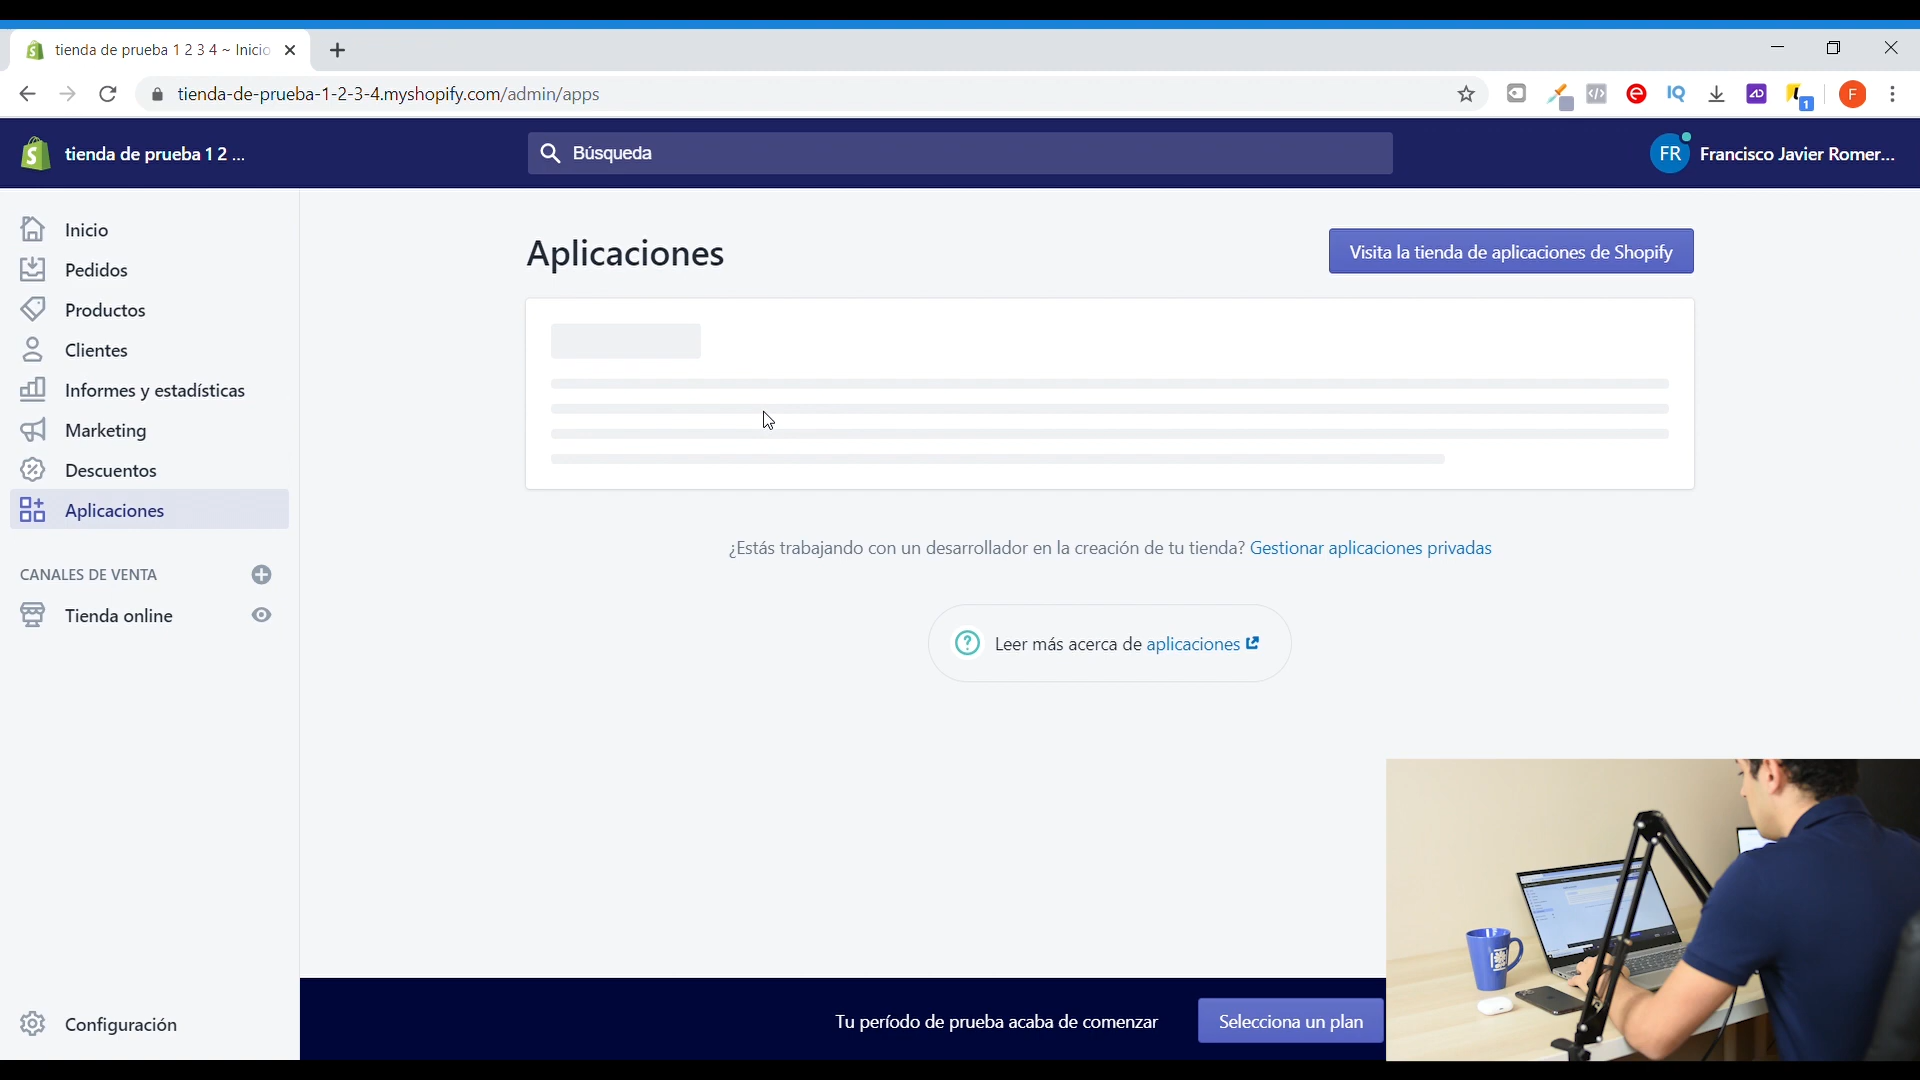 tienda de prueba 1 2 3 4 ~ Inicio
tienda-de-prueba-1-2-3-4.myshopify.com/admin/apps
IQ
1
F
tienda de prueba 1 2 ...
Búsqueda
FR
Francisco Javier Romer...
Inicio
Pedidos
Productos
Clientes
Informes y estadísticas
Marketing
Descuentos
Aplicaciones
CANALES DE VENTA
Tienda online
Configuración
Aplicaciones
Visita la tienda de aplicaciones de Shopify
¿Estás trabajando con un desarrollador en la creación de tu tienda? Gestionar aplicaciones privadas
Leer más acerca de aplicaciones
Tu período de prueba acaba de comenzar
Selecciona un plan